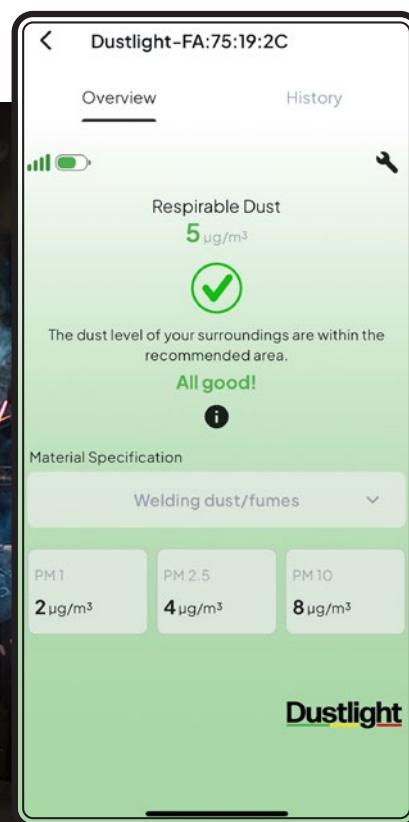 Dustlight-FA:75:19:2C
Overview History
Respirable Dust
5 µg/m³
The dust level of your surroundings are within the
recommended area.
All good!
i
Material Specification
Welding dust/fumes
PM 1 PM 2.5 PM 10
2 µg/m³ 4 µg/m³ 8 µg/m³
Dustlight